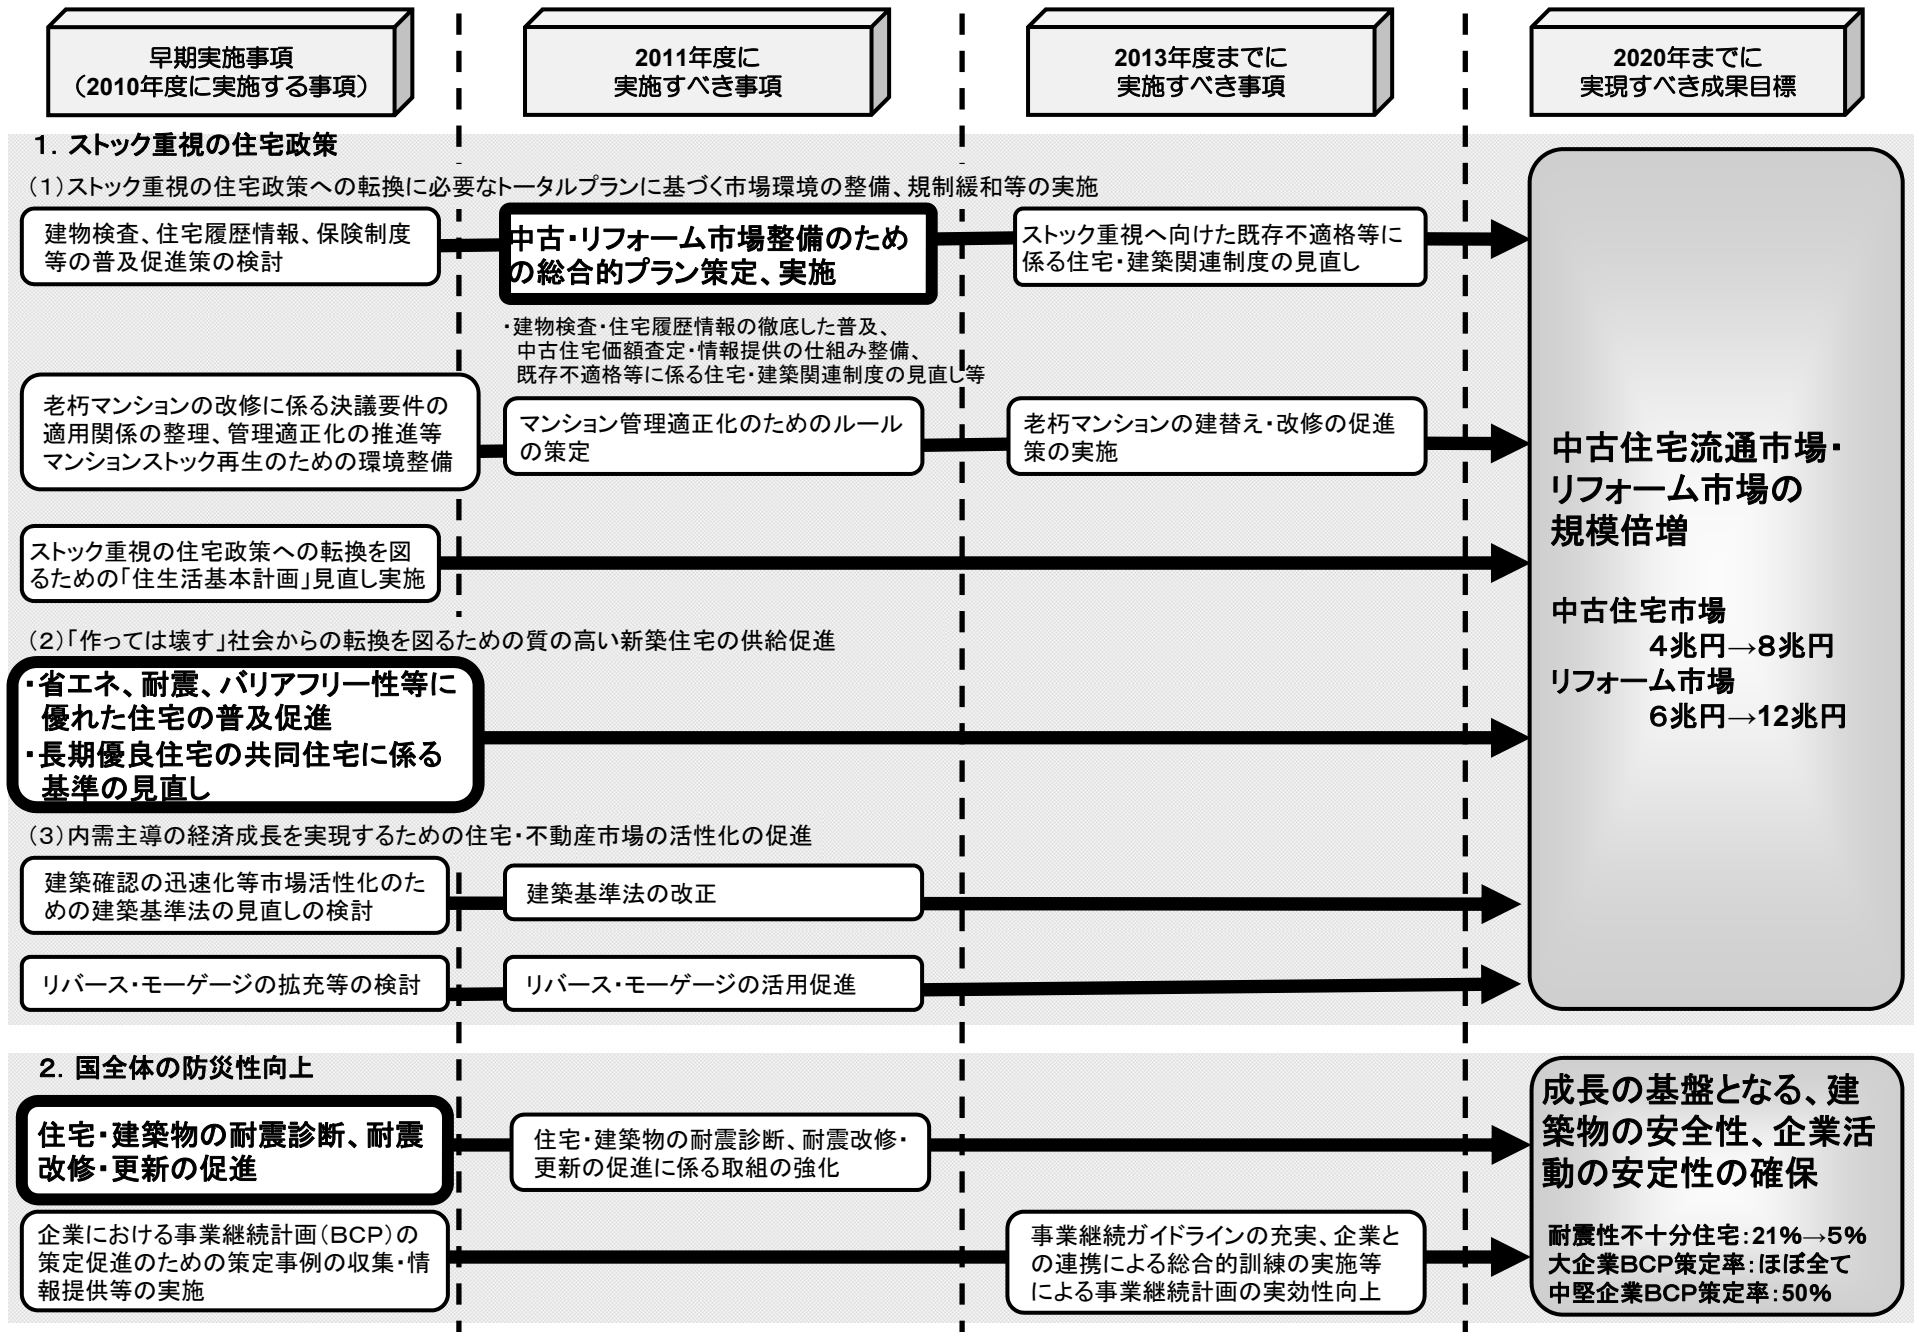 早期実施事項
（2010年度に実施する事項）
2011年度に
実施すべき事項
2013年度までに
実施すべき事項
2020年までに
実現すべき成果目標
１．ストック重視の住宅政策
（１）ストック重視の住宅政策への転換に必要なトータルプランに基づく市場環境の整備、規制緩和等の実施
建物検査、住宅履歴情報、保険制度
等の普及促進策の検討
中古・リフォーム市場整備のため
の総合的プラン策定、実施
ストック重視へ向けた既存不適格等に
係る住宅・建築関連制度の見直し
・建物検査・住宅履歴情報の徹底した普及、
中古住宅価額査定・情報提供の仕組み整備、
既存不適格等に係る住宅・建築関連制度の見直し等
老朽マンションの改修に係る決議要件の
適用関係の整理、管理適正化の推進等
マンションストック再生のための環境整備
マンション管理適正化のためのルール
の策定
老朽マンションの建替え・改修の促進
策の実施
ストック重視の住宅政策への転換を図
るための「住生活基本計画」見直し実施
（２）「作っては壊す」社会からの転換を図るための質の高い新築住宅の供給促進
・省エネ、耐震、バリアフリー性等に
優れた住宅の普及促進
・長期優良住宅の共同住宅に係る
基準の見直し
（３）内需主導の経済成長を実現するための住宅・不動産市場の活性化の促進
建築確認の迅速化等市場活性化のた
めの建築基準法の見直しの検討
建築基準法の改正
リバース・モーゲージの拡充等の検討
リバース・モーゲージの活用促進
中古住宅流通市場・
リフォーム市場の
規模倍増
中古住宅市場
４兆円→８兆円
リフォーム市場
６兆円→12兆円
２．国全体の防災性向上
住宅・建築物の耐震診断、耐震
改修・更新の促進
住宅・建築物の耐震診断、耐震改修・
更新の促進に係る取組の強化
企業における事業継続計画（ＢＣＰ）の
策定促進のための策定事例の収集・情
報提供等の実施
事業継続ガイドラインの充実、企業と
の連携による総合的訓練の実施等
による事業継続計画の実効性向上
成長の基盤となる、建
築物の安全性、企業活
動の安定性の確保
耐震性不十分住宅：21%→５%
大企業ＢＣＰ策定率：ほぼ全て
中堅企業ＢＣＰ策定率：50%